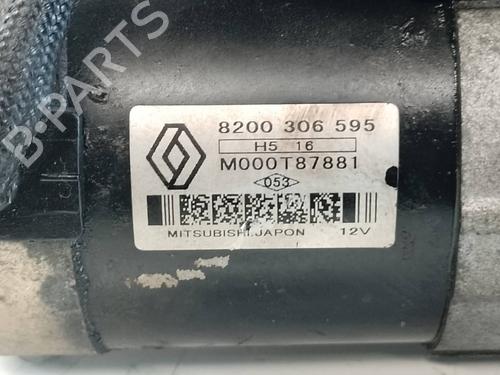 B-PARTS
8200 306 595
H5 16
M000T87881
053
MITSUBISHI.JAPON 12V